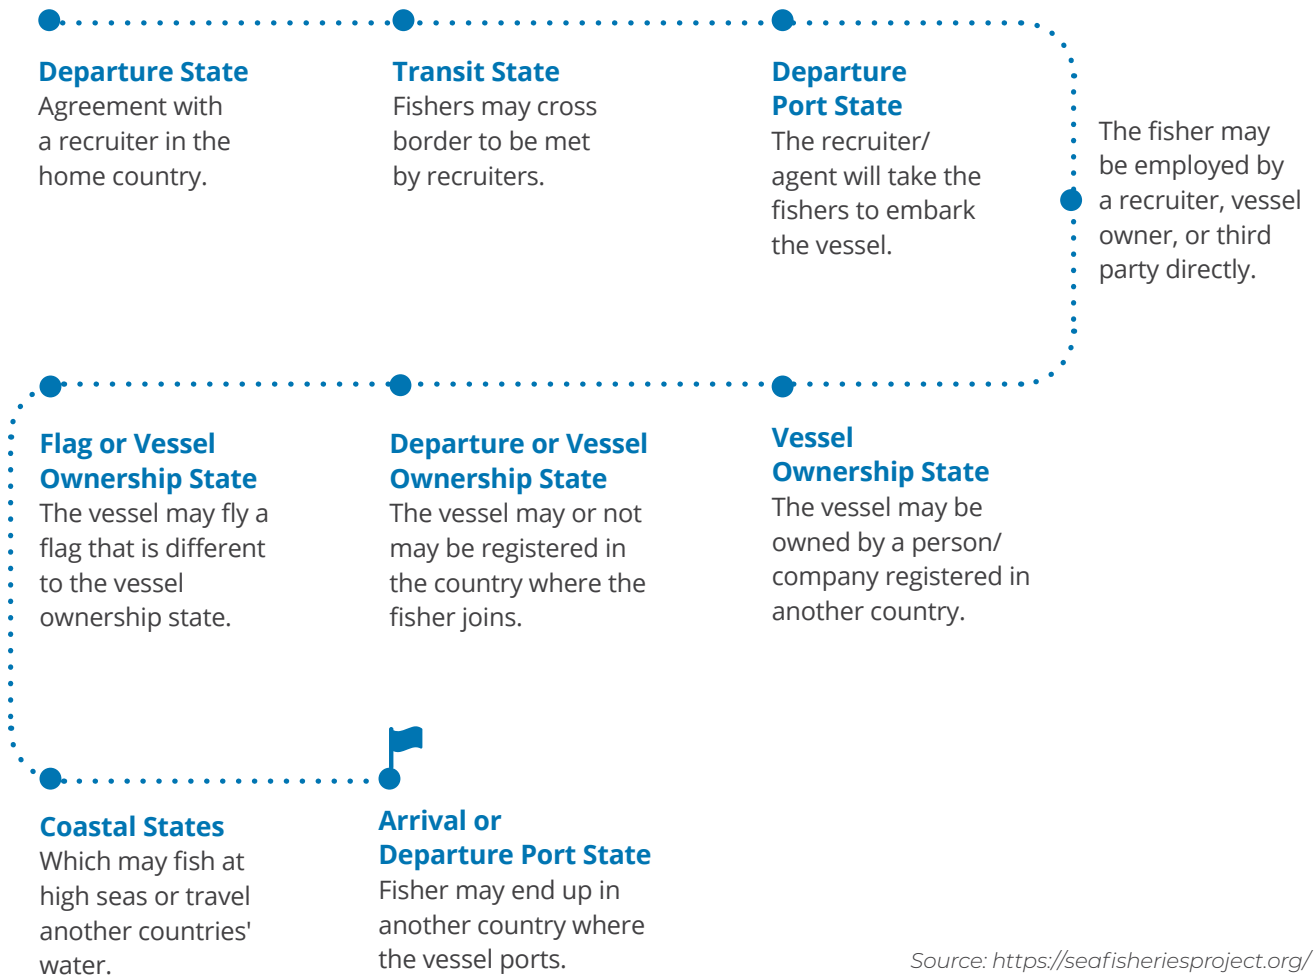 Departure State
Agreement with
a recruiter in the
home country.
Transit State
Fishers may cross
border to be met
by recruiters.
Departure
Port State
The recruiter/
agent will take the
fishers to embark
the vessel.
The fisher may
be employed by
a recruiter, vessel
owner, or third
party directly.
Vessel
Ownership State
The vessel may be
owned by a person/
company registered in
another country.
Departure or Vessel
Ownership State
The vessel may or not
may be registered in
the country where the
fisher joins.
Flag or Vessel
Ownership State
The vessel may fly a
flag that is different
to the vessel
ownership state.
Coastal States
Which may fish at
high seas or travel
another countries'
water.
Arrival or
Departure Port State
Fisher may end up in
another country where
the vessel ports.
Source: https://seafisheriesproject.org/